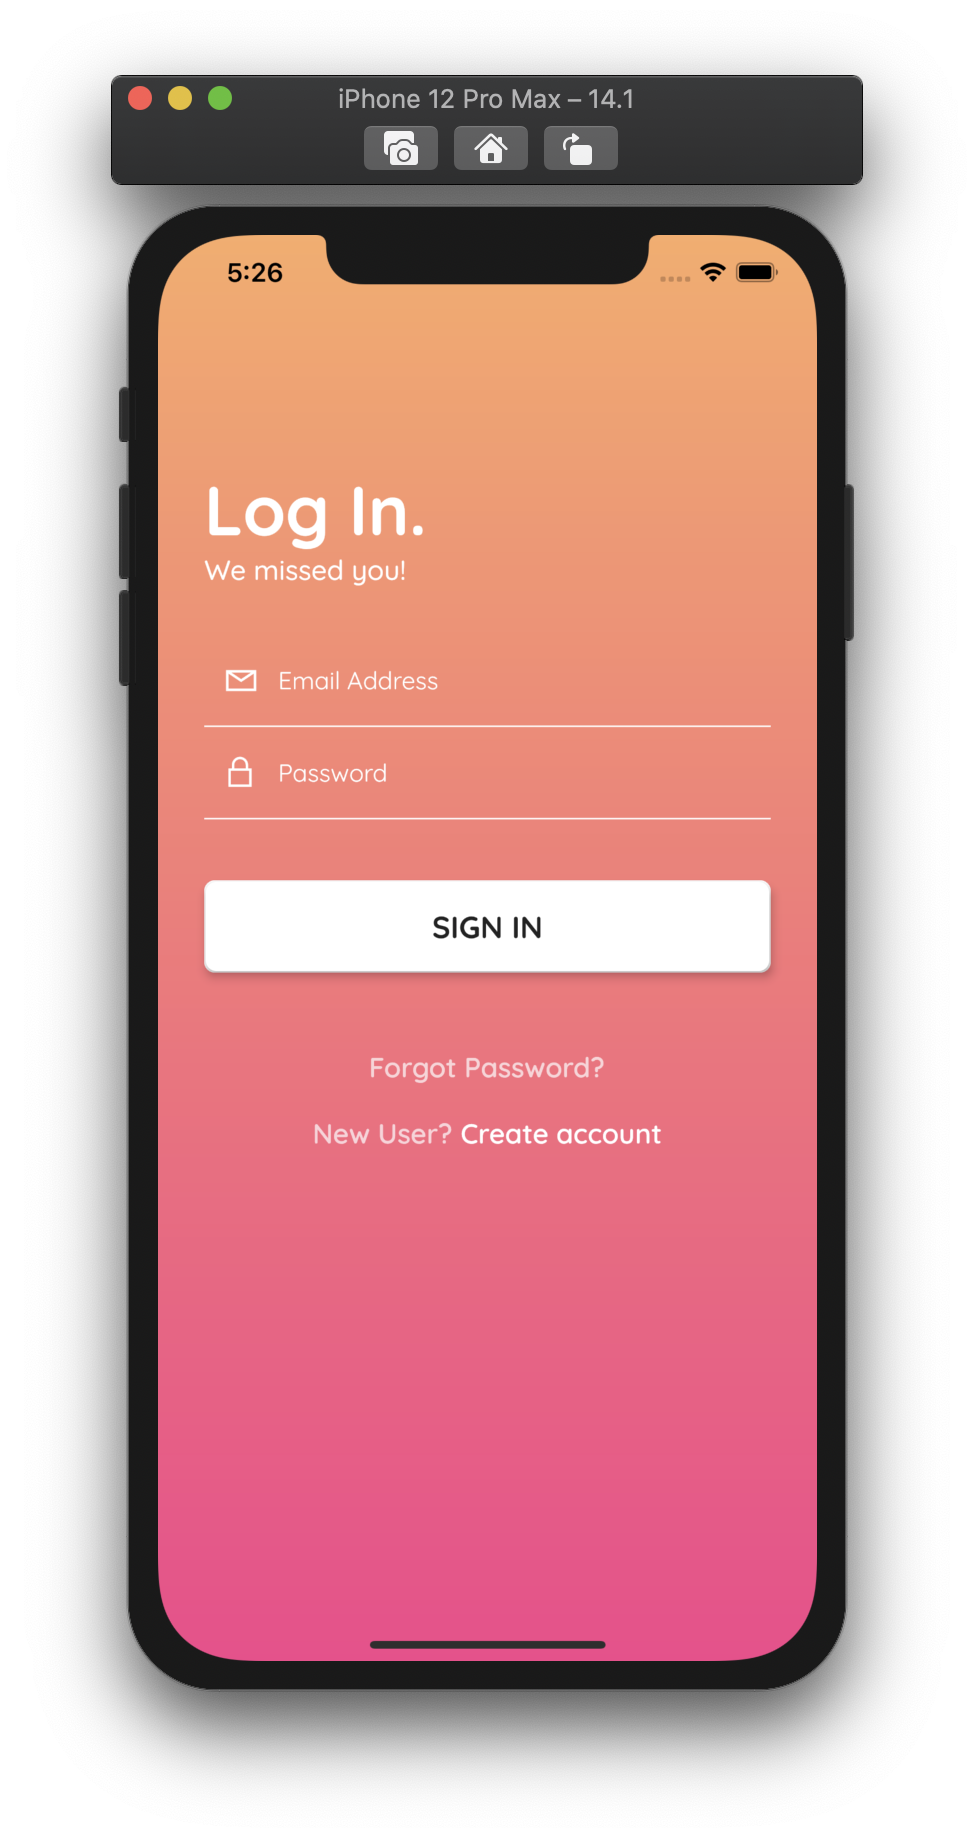 iPhone 12 Pro Max – 14.1
5:26
Log In.
We missed you!
Email Address
Password
SIGN IN
Forgot Password?
New User? Create account